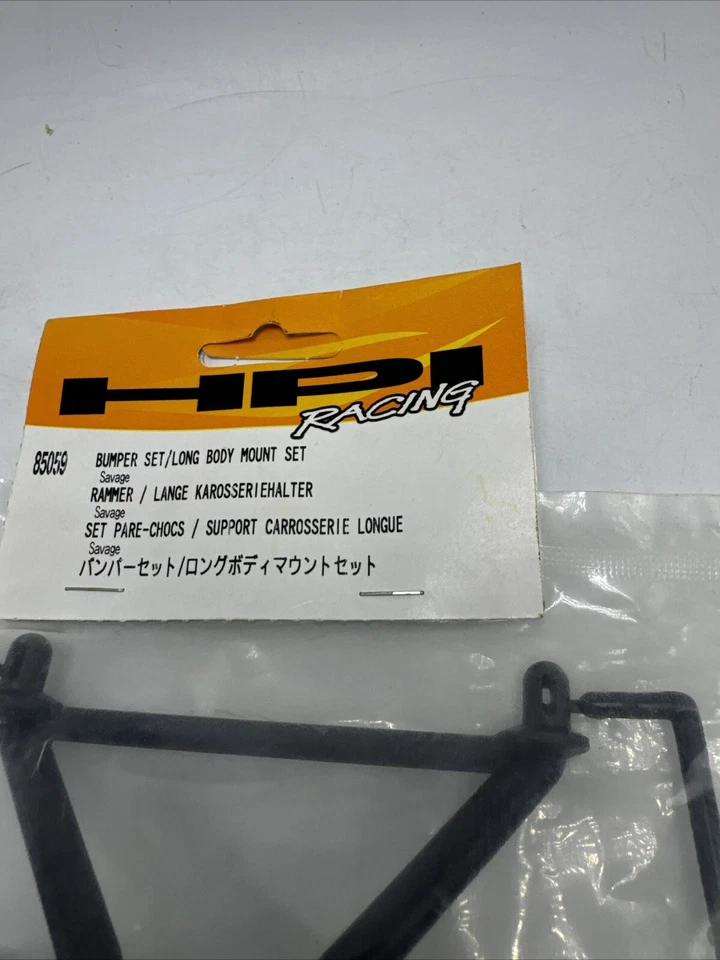 HPI
RACING
85059 BUMPER SET/LONG BODY MOUNT SET
Savage
RAMMER / LANGE KAROSSERIEHALTER
Savage
SET PARE-CHOCS / SUPPORT CARROSSERIE LONGUE
Savage
バンパーセット/ロングボディマウントセット